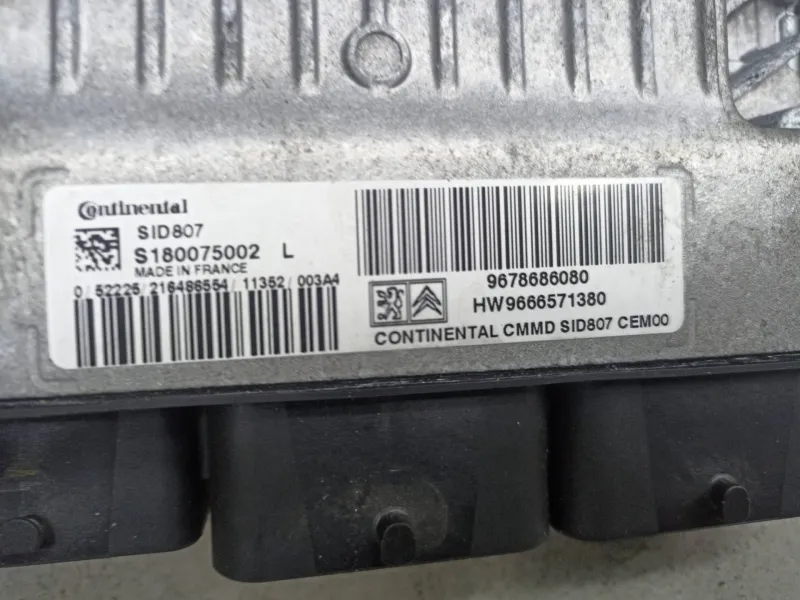 Continental
SID807
S180075002 L
MADE IN FRANCE
0/52225/216486554/11352/003A4
9678686080
HW9666571380
CONTINENTAL CMMD SID807 CEM00